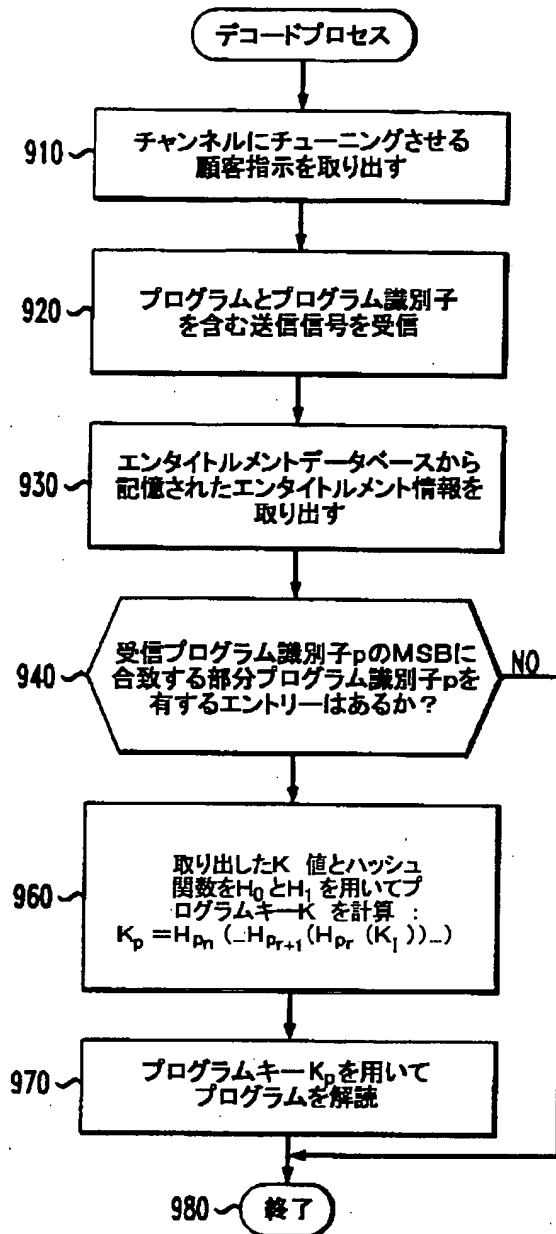 デコードプロセス
910
チャンネルにチューニングさせる
顧客指示を取り出す
920
プログラムとプログラム識別子
を含む送信信号を受信
930
エンタイトルメントデータベースから
記憶されたエンタイトルメント情報を
取り出す
940
受信プログラム識別子pのMSBに
合致する部分プログラム識別子pを
有するエントリーはあるか?
NO
960
取り出したK 値とハッシュ
関数をH₀とH₁を用いてプ
ログラムキーK を計算 :
Kₚ =Hₚₙ (…Hₚᵣ₊₁(Hₚᵣ (K_I ))…)
970
プログラムキーKₚを用いて
プログラムを解読
980
終了